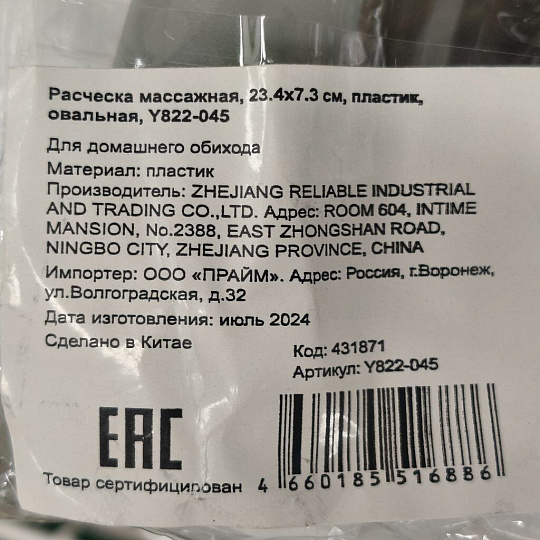 Расческа массажная, 23.4x7.3 см, пластик,
овальная, Y822-045
Для домашнего обихода
Материал: пластик
Производитель: ZHEJIANG RELIABLE INDUSTRIAL
AND TRADING CO.,LTD. Адрес: ROOM 604, INTIME
MANSION, No.2388, EAST ZHONGSHAN ROAD,
NINGBO CITY, ZHEJIANG PROVINCE, CHINA
Импортер: ООО «ПРАЙМ». Адрес: Россия, г.Воронеж,
ул.Волгоградская, д.32
Дата изготовления: июль 2024
Сделано в Китае
Код: 431871
Артикул: Y822-045
EAC
Товар сертифицирован
4 660185 516886